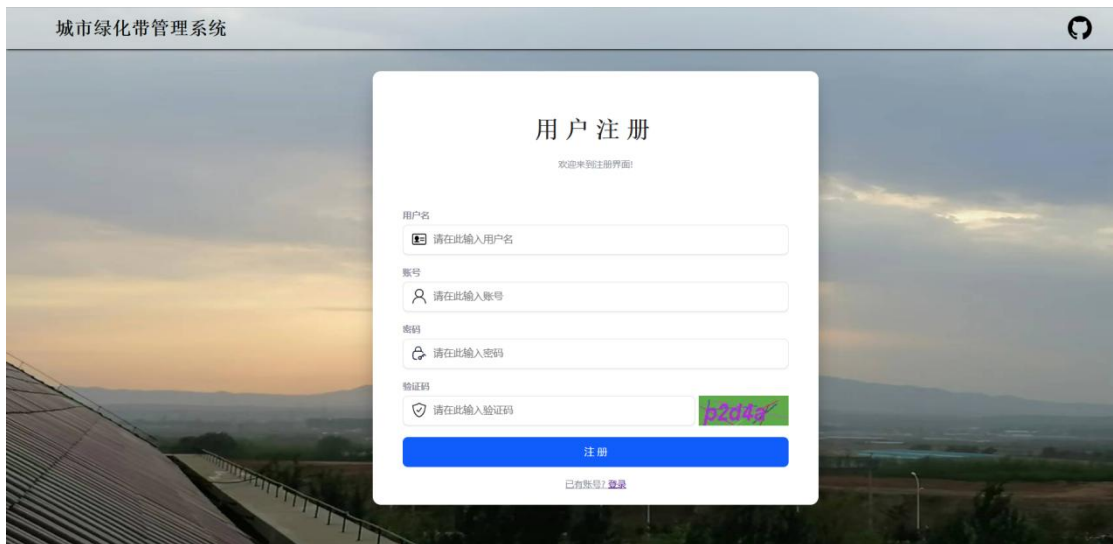 城市绿化带管理系统
用户注册
欢迎来到注册界面!
用户名
请在此输入用户名
账号
请在此输入账号
密码
请在此输入密码
验证码
请在此输入验证码
p2d4a
注册
已有账号? 登录